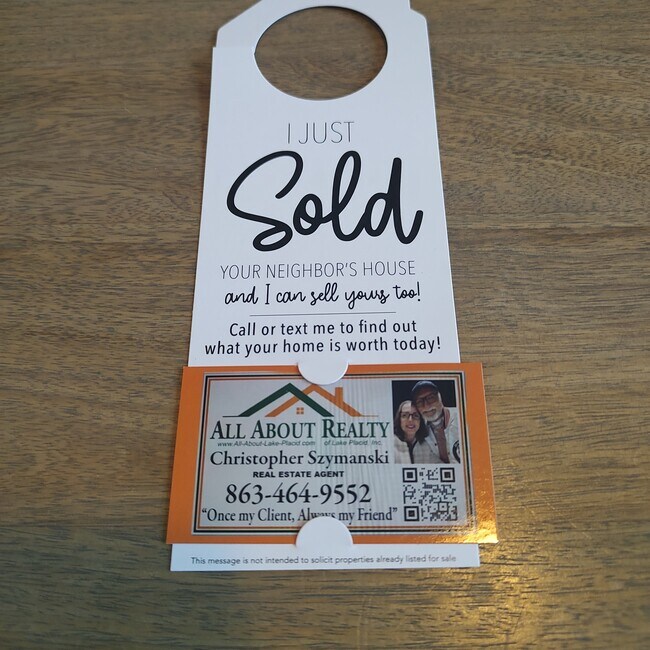 I JUST
Sold
YOUR NEIGHBOR'S HOUSE
and I can sell yours too!
Call or text me to find out
what your home is worth today!
ALL ABOUT REALTY
www.All-About-Lake-Placid.com of Lake Placid, Inc.
Christopher Szymanski
REAL ESTATE AGENT
863-464-9552
"Once my Client, Always my Friend"
This message is not intended to solicit properties already listed for sale